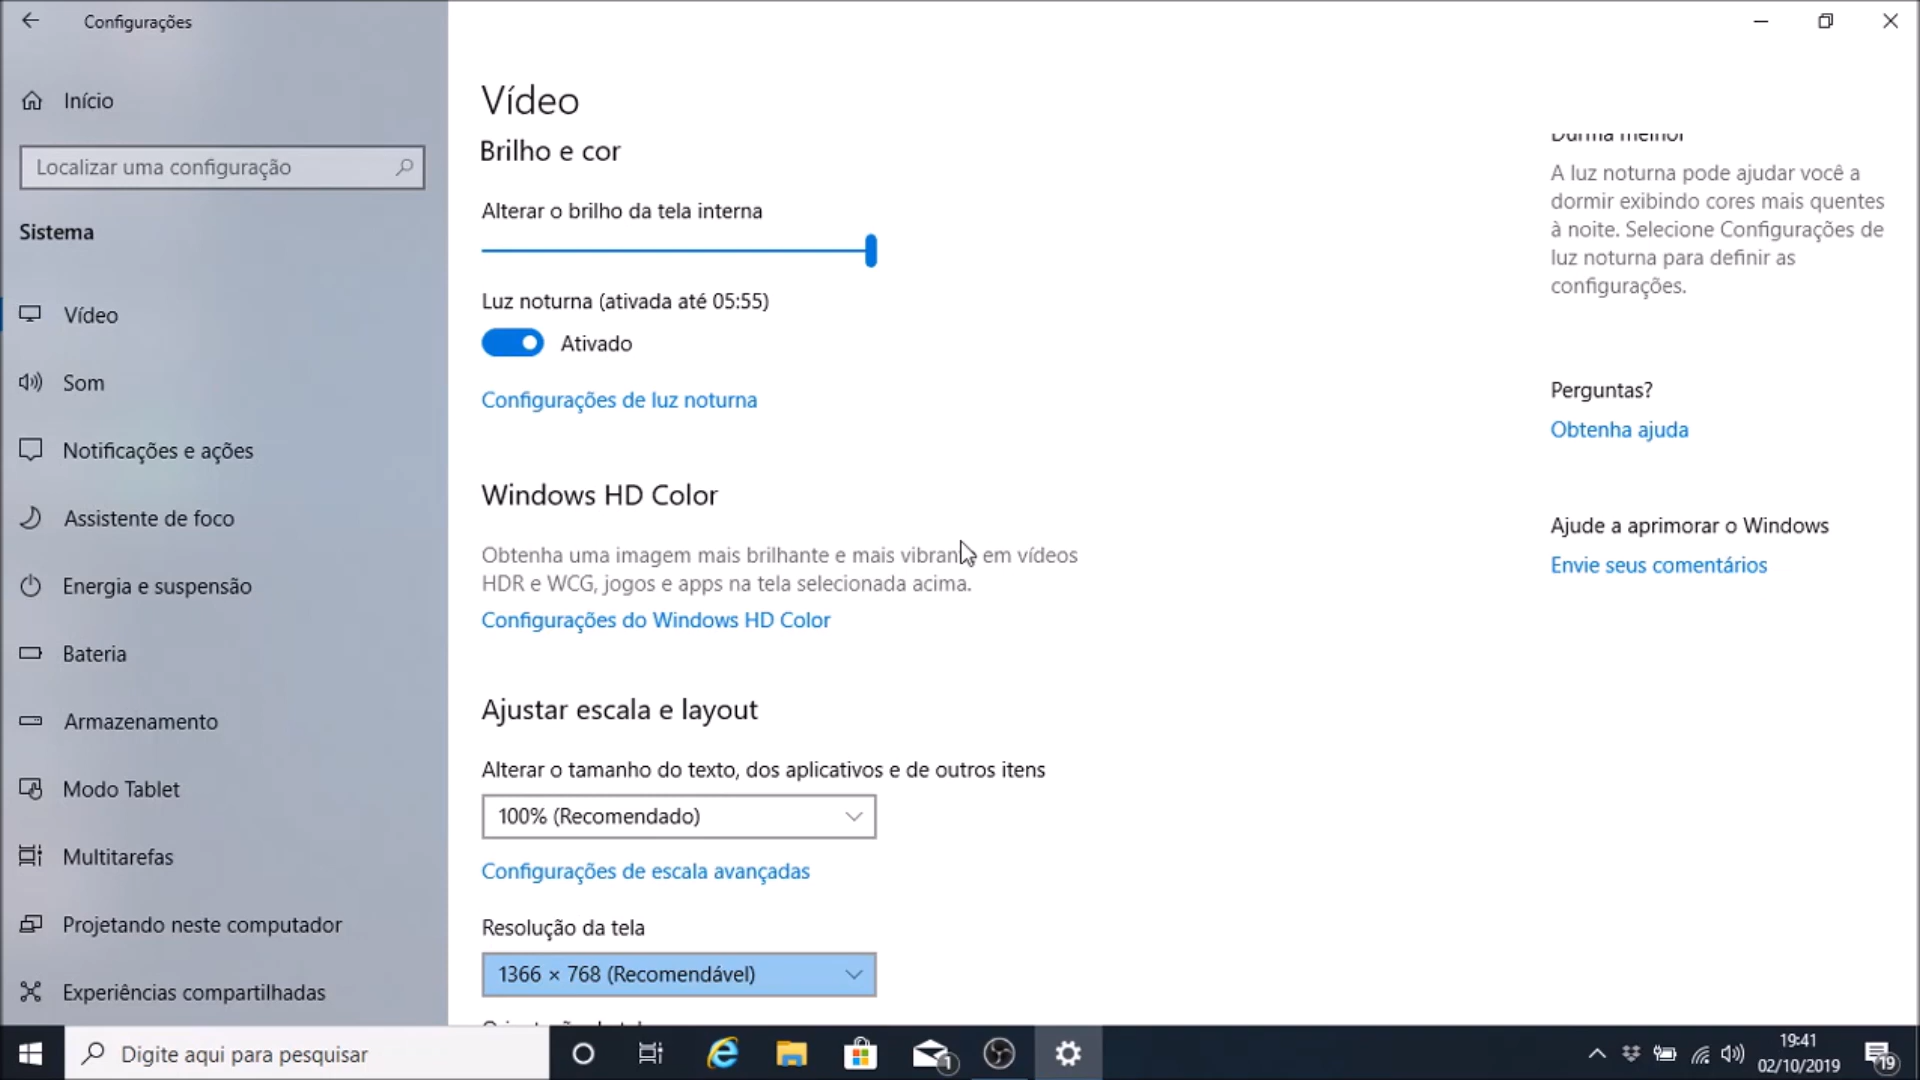 Configurações
Início
Localizar uma configuração
Sistema
Vídeo
Som
Notificações e ações
Assistente de foco
Energia e suspensão
Bateria
Armazenamento
Modo Tablet
Multitarefas
Projetando neste computador
Experiências compartilhadas
Vídeo
Brilho e cor
Alterar o brilho da tela interna
Luz noturna (ativada até 05:55)
Ativado
Configurações de luz noturna
Windows HD Color
Obtenha uma imagem mais brilhante e mais vibrante em vídeos
HDR e WCG, jogos e apps na tela selecionada acima.
Configurações do Windows HD Color
Ajustar escala e layout
Alterar o tamanho do texto, dos aplicativos e de outros itens
100% (Recomendado)
Configurações de escala avançadas
Resolução da tela
1366 × 768 (Recomendável)
Durma melhor
A luz noturna pode ajudar você a
dormir exibindo cores mais quentes
à noite. Selecione Configurações de
luz noturna para definir as
configurações.
Perguntas?
Obtenha ajuda
Ajude a aprimorar o Windows
Envie seus comentários
Digite aqui para pesquisar
1
19:41
02/10/2019
19